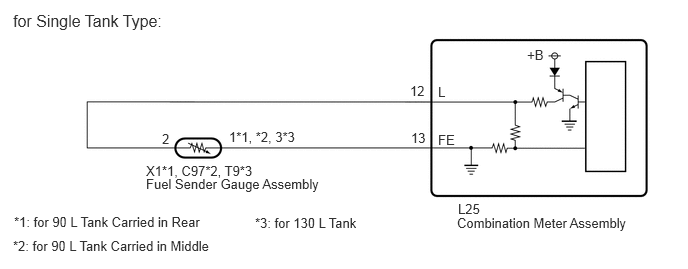 for Single Tank Type:
+B
12 L
2
1*1, *2, 3*3
13 FE
X1*1, C97*2, T9*3
Fuel Sender Gauge Assembly
L25
Combination Meter Assembly
*1: for 90 L Tank Carried in Rear
*3: for 130 L Tank
*2: for 90 L Tank Carried in Middle